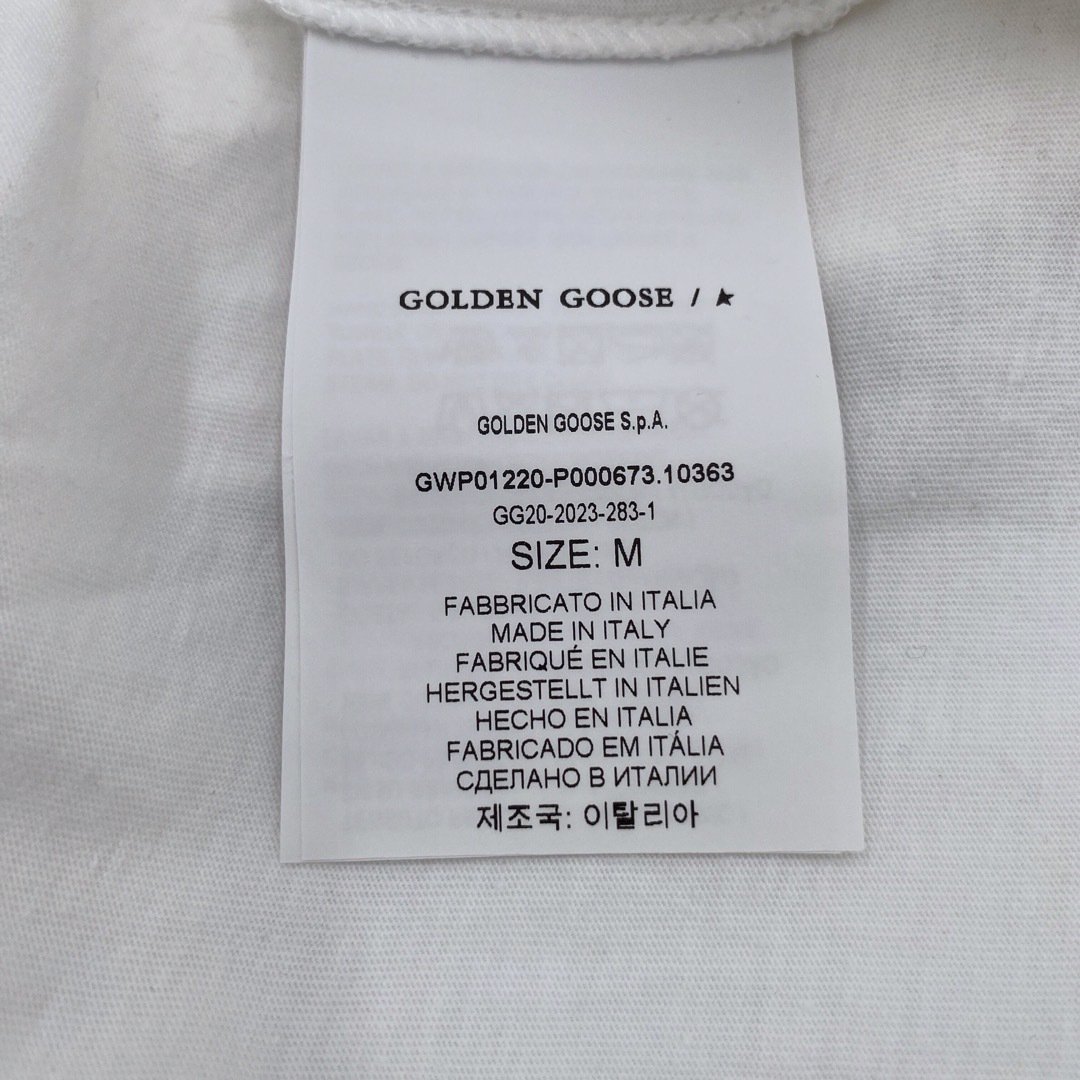 GOLDEN GOOSE / ★
GOLDEN GOOSE S.p.A.
GWP01220-P000673.10363
GG20-2023-283-1
SIZE: M
FABBRICATO IN ITALIA
MADE IN ITALY
FABRIQUÉ EN ITALIE
HERGESTELLT IN ITALIEN
HECHO EN ITALIA
FABRICADO EM ITÁLIA
СДЕЛАНО В ИТАЛИИ
제조국: 이탈리아